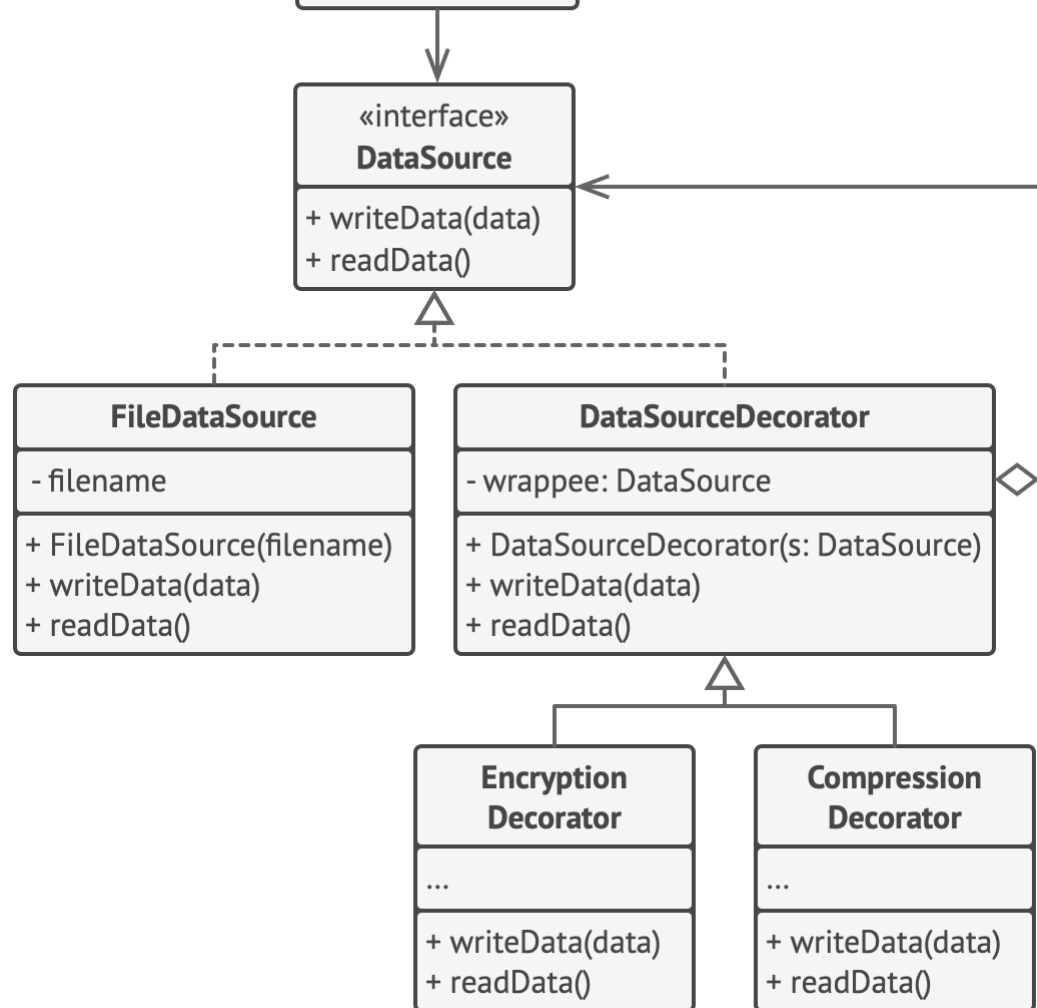 «interface»
DataSource
+ writeData(data)
+ readData()
FileDataSource
- filename
+ FileDataSource(filename)
+ writeData(data)
+ readData()
DataSourceDecorator
- wrappee: DataSource
+ DataSourceDecorator(s: DataSource)
+ writeData(data)
+ readData()
Encryption
Decorator
...
+ writeData(data)
+ readData()
Compression
Decorator
...
+ writeData(data)
+ readData()